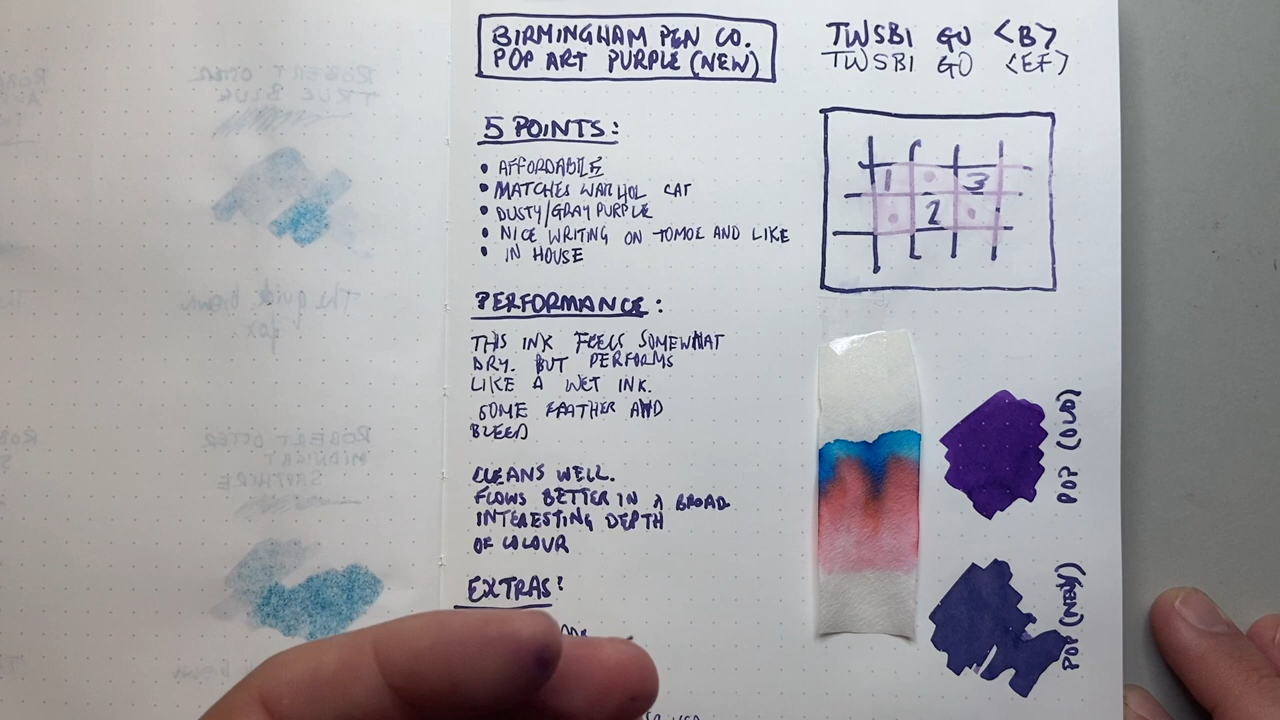 BIRMINGHAM PEN CO.
POP ART PURPLE (NEW)
TWSBI GO <B>
TWSBI GO <EF>
5 POINTS:
• AFFORDABLE
• MATCHES WARHOL CAT
• DUSTY/GRAY PURPLE
• NICE WRITING ON TOMOE AND LIKE
• IN HOUSE
1 3
2
PERFORMANCE:
THIS INK FEELS SOMEWHAT
DRY. BUT PERFORMS
LIKE A WET INK.
SOME FEATHER AND
BLEED
CLEANS WELL.
FLOWS BETTER IN A BROAD
INTERESTING DEPTH
OF COLOUR
POP (OLD)
POP (NEW)
EXTRAS:
ROBERT OTER
TRUE BLUE
The quick brown
fox
ROBERT OTER
MIDNIGHT
SAPPHIRE